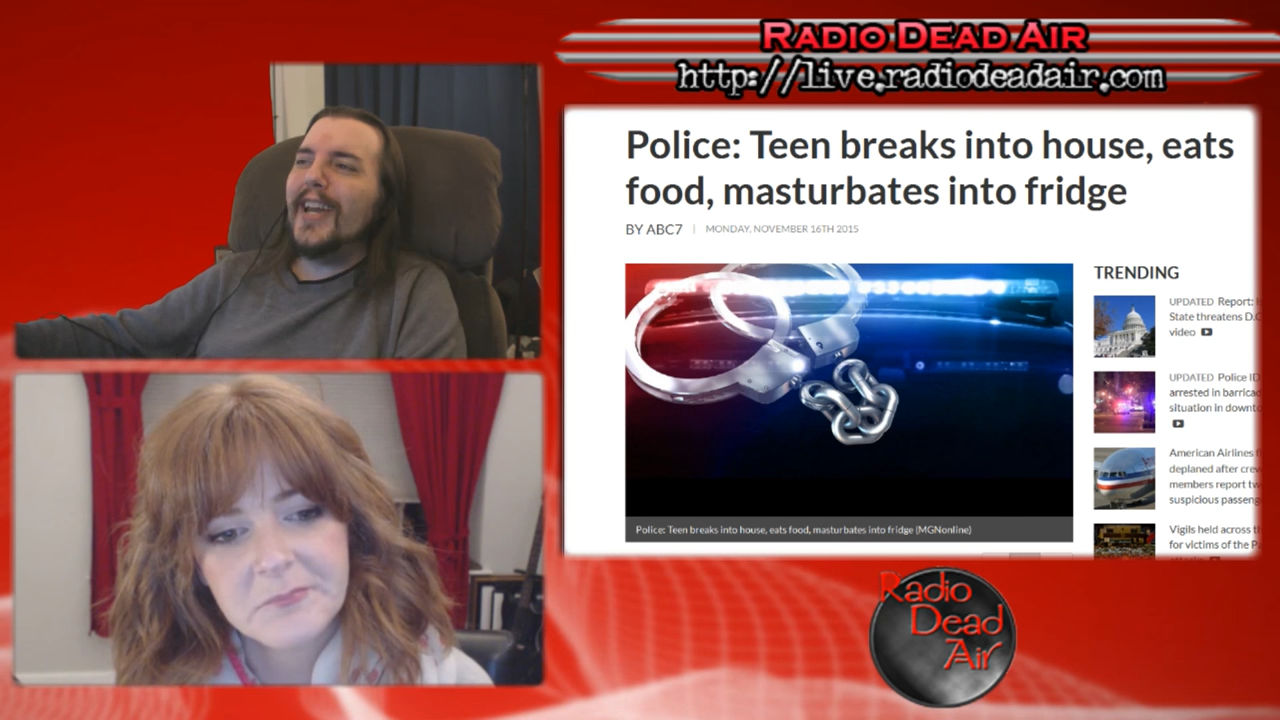 RADIO DEAD AIR
http://live.radiodeadair.com
Police: Teen breaks into house, eats
food, masturbates into fridge
BY ABC7 | MONDAY, NOVEMBER 16TH 2015
TRENDING
UPDATED Report:
State threatens D.C
video
UPDATED Police ID
arrested in barricad
situation in downto
American Airlines
deplaned after crew
members report tw
suspicious passeng
Vigils held across th
for victims of the Pa
Police: Teen breaks into house, eats food, masturbates into fridge (MGNonline)
Radio
Dead
Air